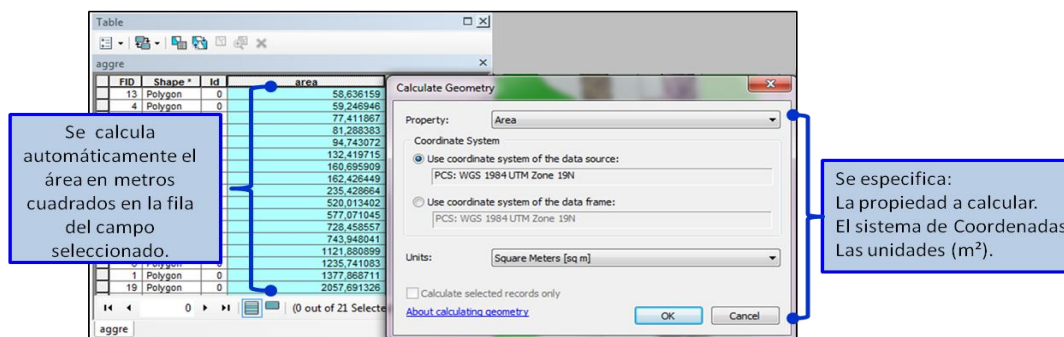 Table
aggre
FID Shape * Id area
13 Polygon 0 58,636159
4 Polygon 0 59,246946
77,411867
81,288383
94,743072
132,419715
160,695909
162,426449
235,428664
520,013402
577,071045
728,458557
743,948041
1121,880899
Polygon 0 1235,741083
1 Polygon 0 1377,868711
19 Polygon 0 2057,691326
0
(0 out of 21 Selecte
aggre
Se calcula
automáticamente el
área en metros
cuadrados en la fila
del campo
seleccionado.
Calculate Geometry
Property: Area
Coordinate System
Use coordinate system of the data source:
PCS: WGS 1984 UTM Zone 19N
Use coordinate system of the data frame:
PCS: WGS 1984 UTM Zone 19N
Units: Square Meters [sq m]
Calculate selected records only
About calculating geometry
OK Cancel
Se especifica:
La propiedad a calcular.
El sistema de Coordenadas
Las unidades (m²).